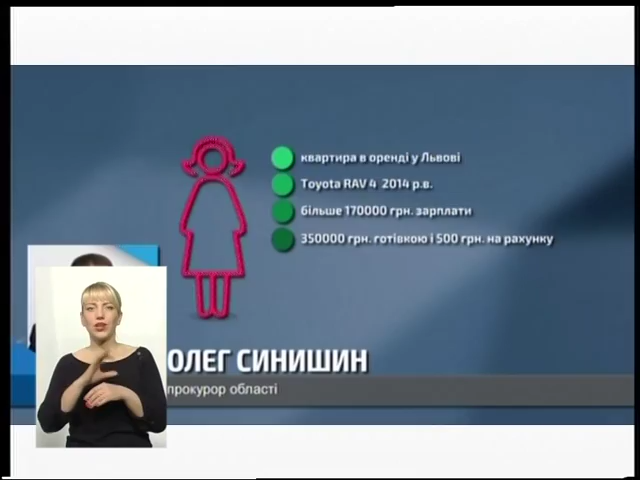 квартира в оренді у Львові
Toyota RAV 4 2014 р.в.
більше 170000 грн. зарплати
350000 грн. готівкою і 500 грн. на рахунку
ОЛЕГ СИНИШИН
прокурор області